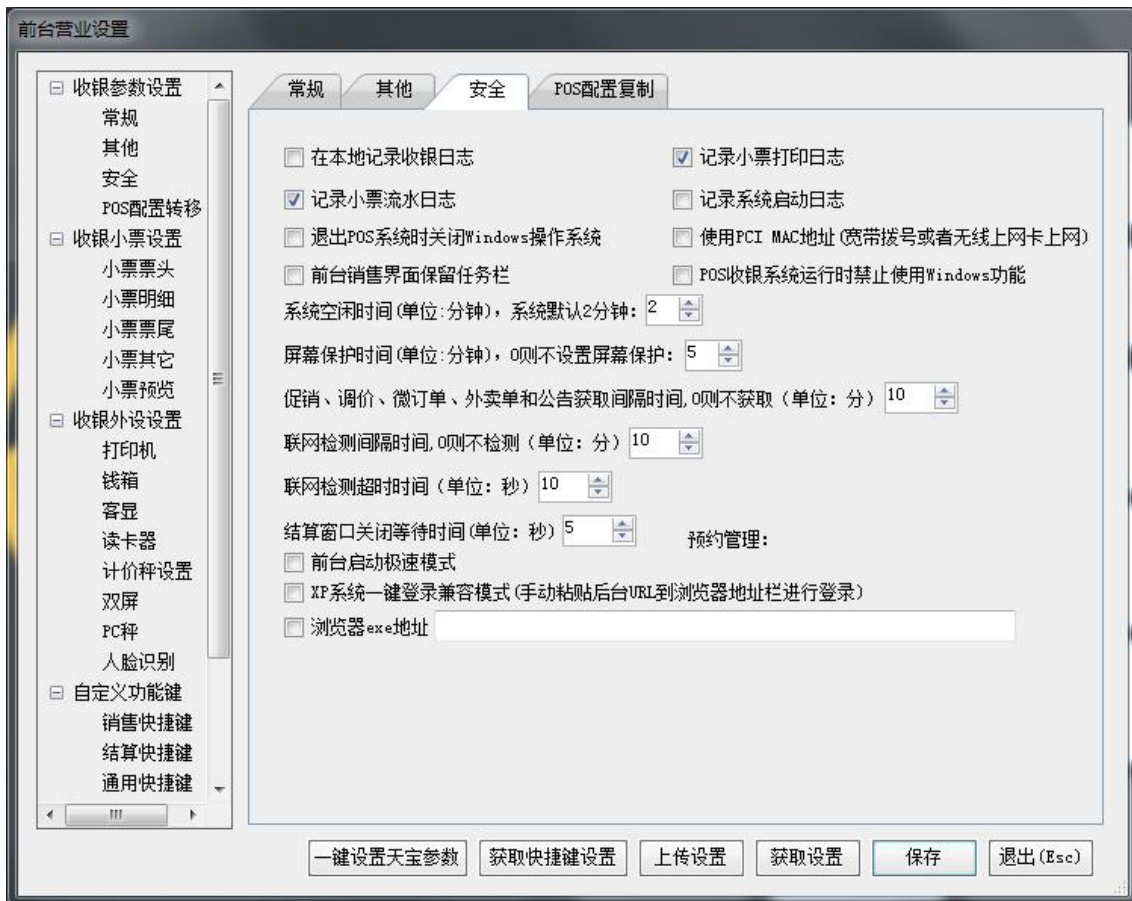 前台营业设置
收银参数设置
常规
其他
安全
POS配置转移
收银小票设置
小票票头
小票明细
小票票尾
小票其它
小票预览
收银外设设置
打印机
钱箱
客显
读卡器
计价秤设置
双屏
PC秤
人脸识别
自定义功能键
销售快捷键
结算快捷键
通用快捷键
常规 其他 安全 POS配置复制
在本地记录收银日志 记录小票打印日志
记录小票流水日志 记录系统启动日志
退出POS系统时关闭Windows操作系统 使用PCI MAC地址(宽带拨号或者无线上网卡上网)
前台销售界面保留任务栏 POS收银系统运行时禁止使用Windows功能
系统空闲时间(单位:分钟),系统默认2分钟: 2
屏幕保护时间(单位:分钟),0则不设置屏幕保护: 5
促销、调价、微订单、外卖单和公告获取间隔时间,0则不获取(单位: 分) 10
联网检测间隔时间,0则不检测(单位: 分) 10
联网检测超时时间(单位: 秒) 10
结算窗口关闭等待时间(单位: 秒) 5 预约管理:
前台启动极速模式
XP系统一键登录兼容模式(手动粘贴后台URL到浏览器地址栏进行登录)
浏览器exe地址
一键设置天宝参数 获取快捷键设置 上传设置 获取设置 保存 退出(Esc)